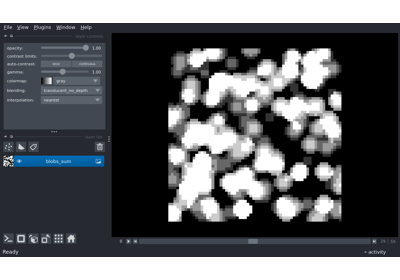 File View Plugins Window Help
opacity: 1.00
contrast limits:
auto-contrast: once continuous
gamma: 1.00
colormap: gray
blending: translucent_no_depth
interpolation: nearest
blobs_sum
Ready
activity